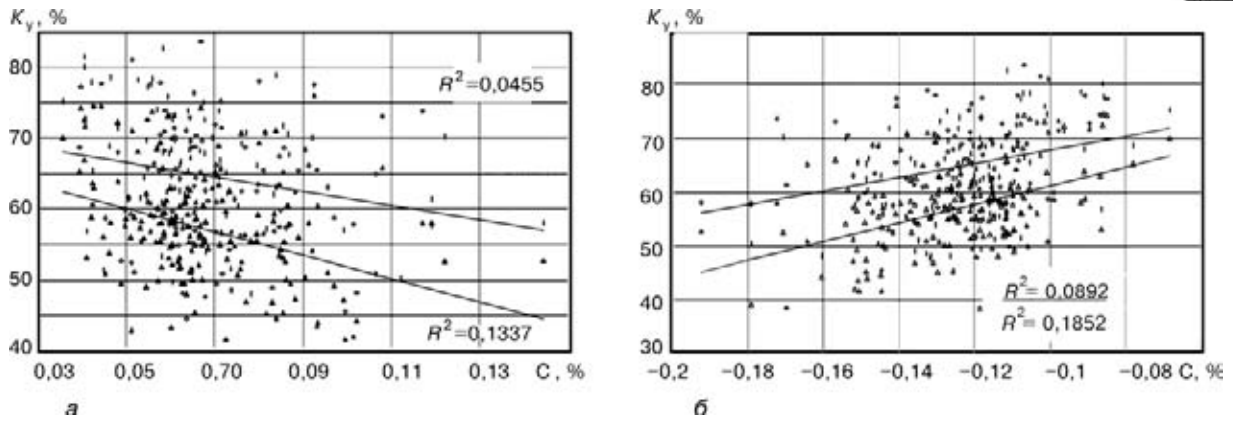 K_y, %
80
70
60
50
40
R²=0,0455
R²=0,1337
0,03 0,05 0,70 0,09 0,11 0,13 C, %
а
K_y, %
80
70
60
50
40
30
R²= 0,0892
R²= 0,1852
−0,2 −0,18 −0,16 −0,14 −0,12 −0,1 −0,08 C, %
б